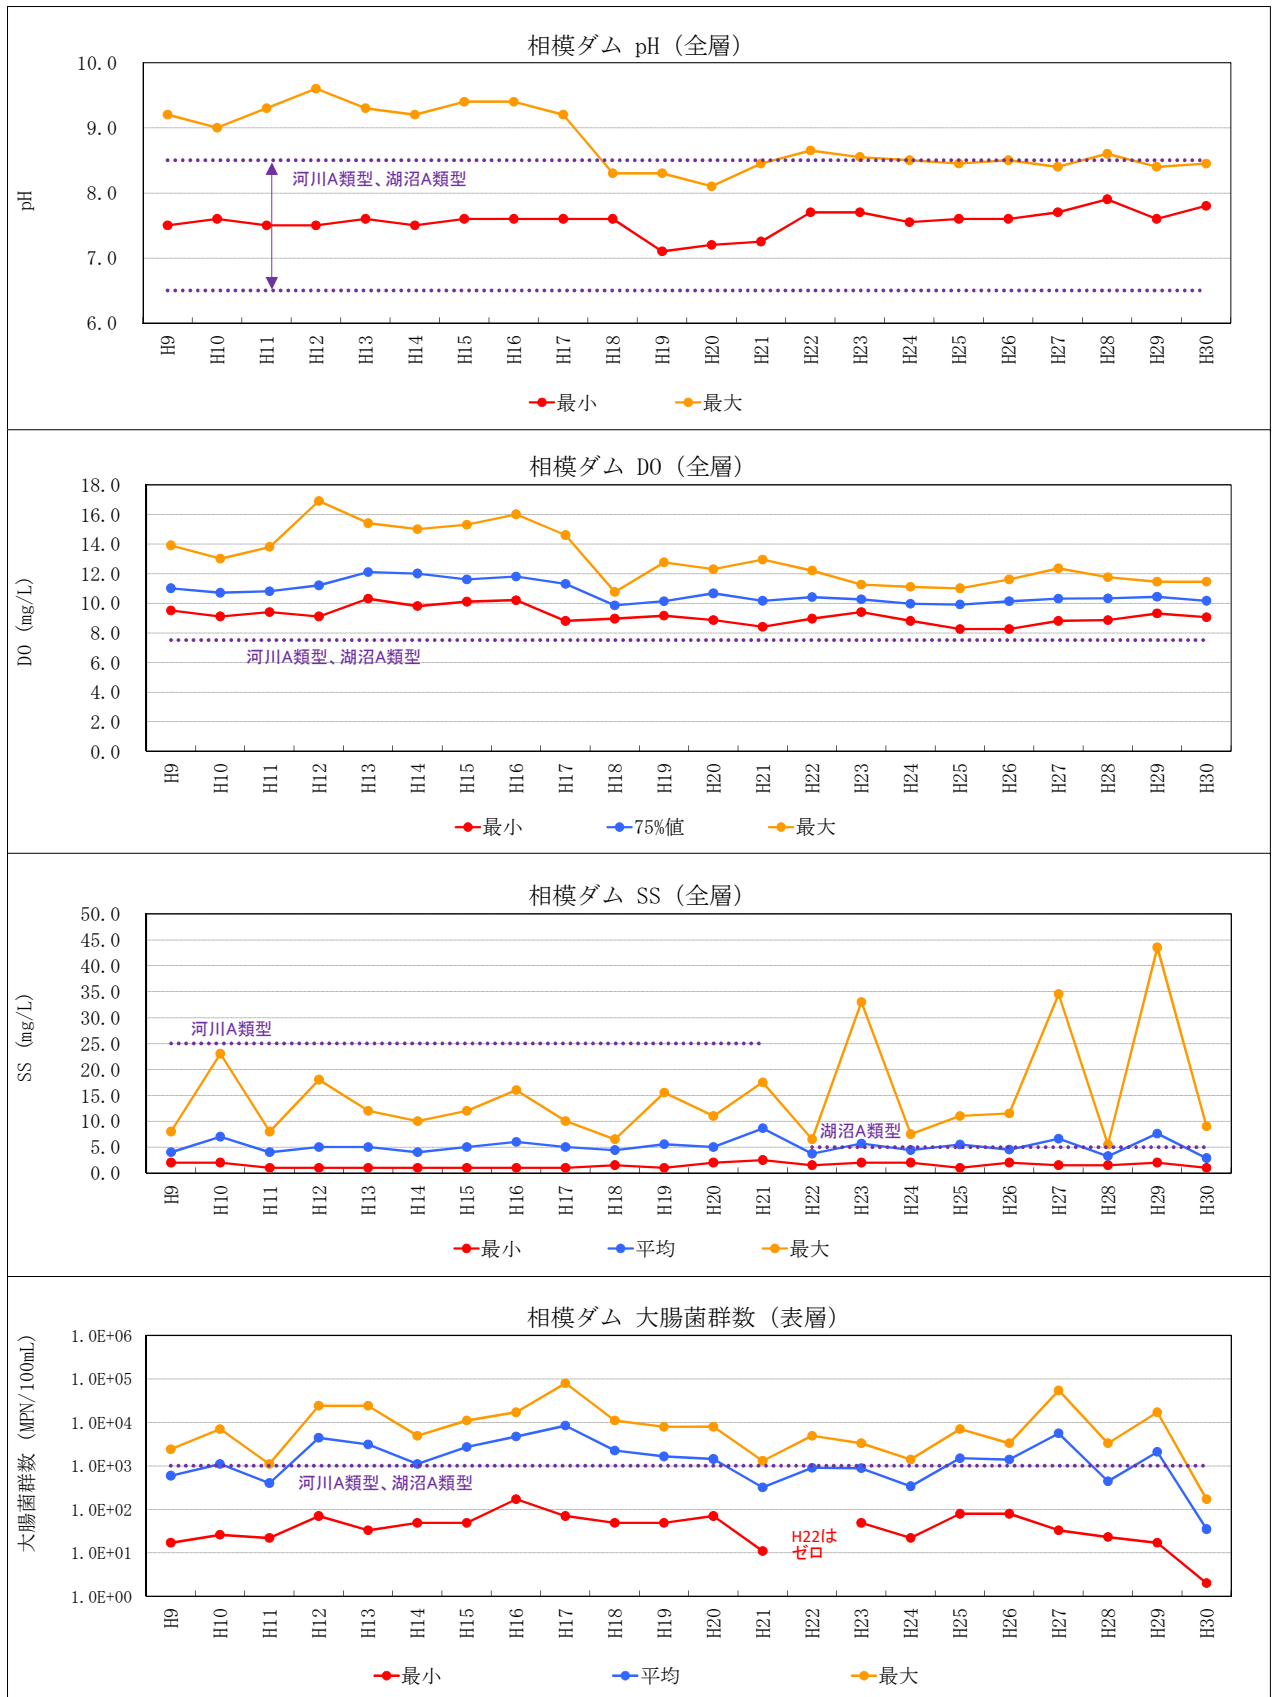 相模ダム pH (全層)
pH
10.0
9.0
8.0
7.0
6.0
河川A類型、湖沼A類型
H9 H10 H11 H12 H13 H14 H15 H16 H17 H18 H19 H20 H21 H22 H23 H24 H25 H26 H27 H28 H29 H30
最小 最大
相模ダム DO (全層)
DO (mg/L)
18.0
16.0
14.0
12.0
10.0
8.0
6.0
4.0
2.0
0.0
河川A類型、湖沼A類型
H9 H10 H11 H12 H13 H14 H15 H16 H17 H18 H19 H20 H21 H22 H23 H24 H25 H26 H27 H28 H29 H30
最小 75%値 最大
相模ダム SS (全層)
SS (mg/L)
50.0
45.0
40.0
35.0
30.0
25.0
20.0
15.0
10.0
5.0
0.0
河川A類型
湖沼A類型
H9 H10 H11 H12 H13 H14 H15 H16 H17 H18 H19 H20 H21 H22 H23 H24 H25 H26 H27 H28 H29 H30
最小 平均 最大
相模ダム 大腸菌群数 (表層)
大腸菌群数 (MPN/100mL)
1.0E+06
1.0E+05
1.0E+04
1.0E+03
1.0E+02
1.0E+01
1.0E+00
河川A類型、湖沼A類型
H22は
ゼロ
H9 H10 H11 H12 H13 H14 H15 H16 H17 H18 H19 H20 H21 H22 H23 H24 H25 H26 H27 H28 H29 H30
最小 平均 最大